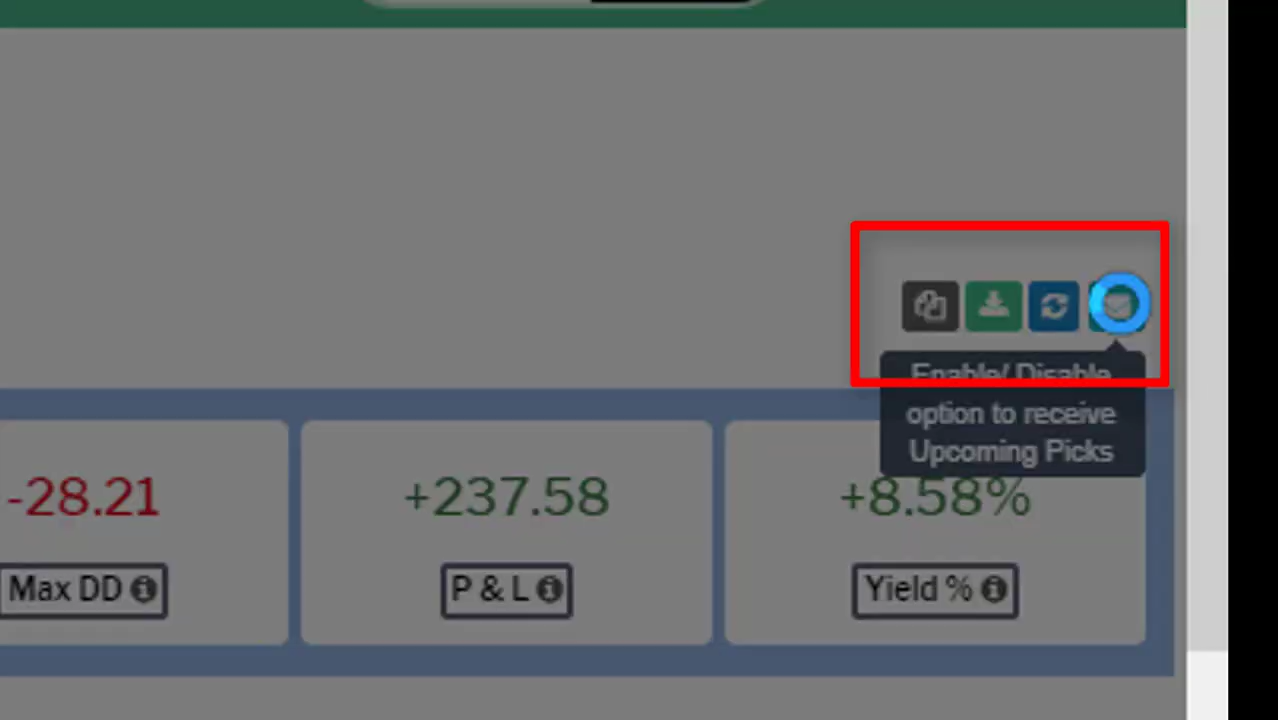 Enable/ Disable
option to receive
Upcoming Picks
-28.21
+237.58
+8.58%
Max DD
P & L
Yield %